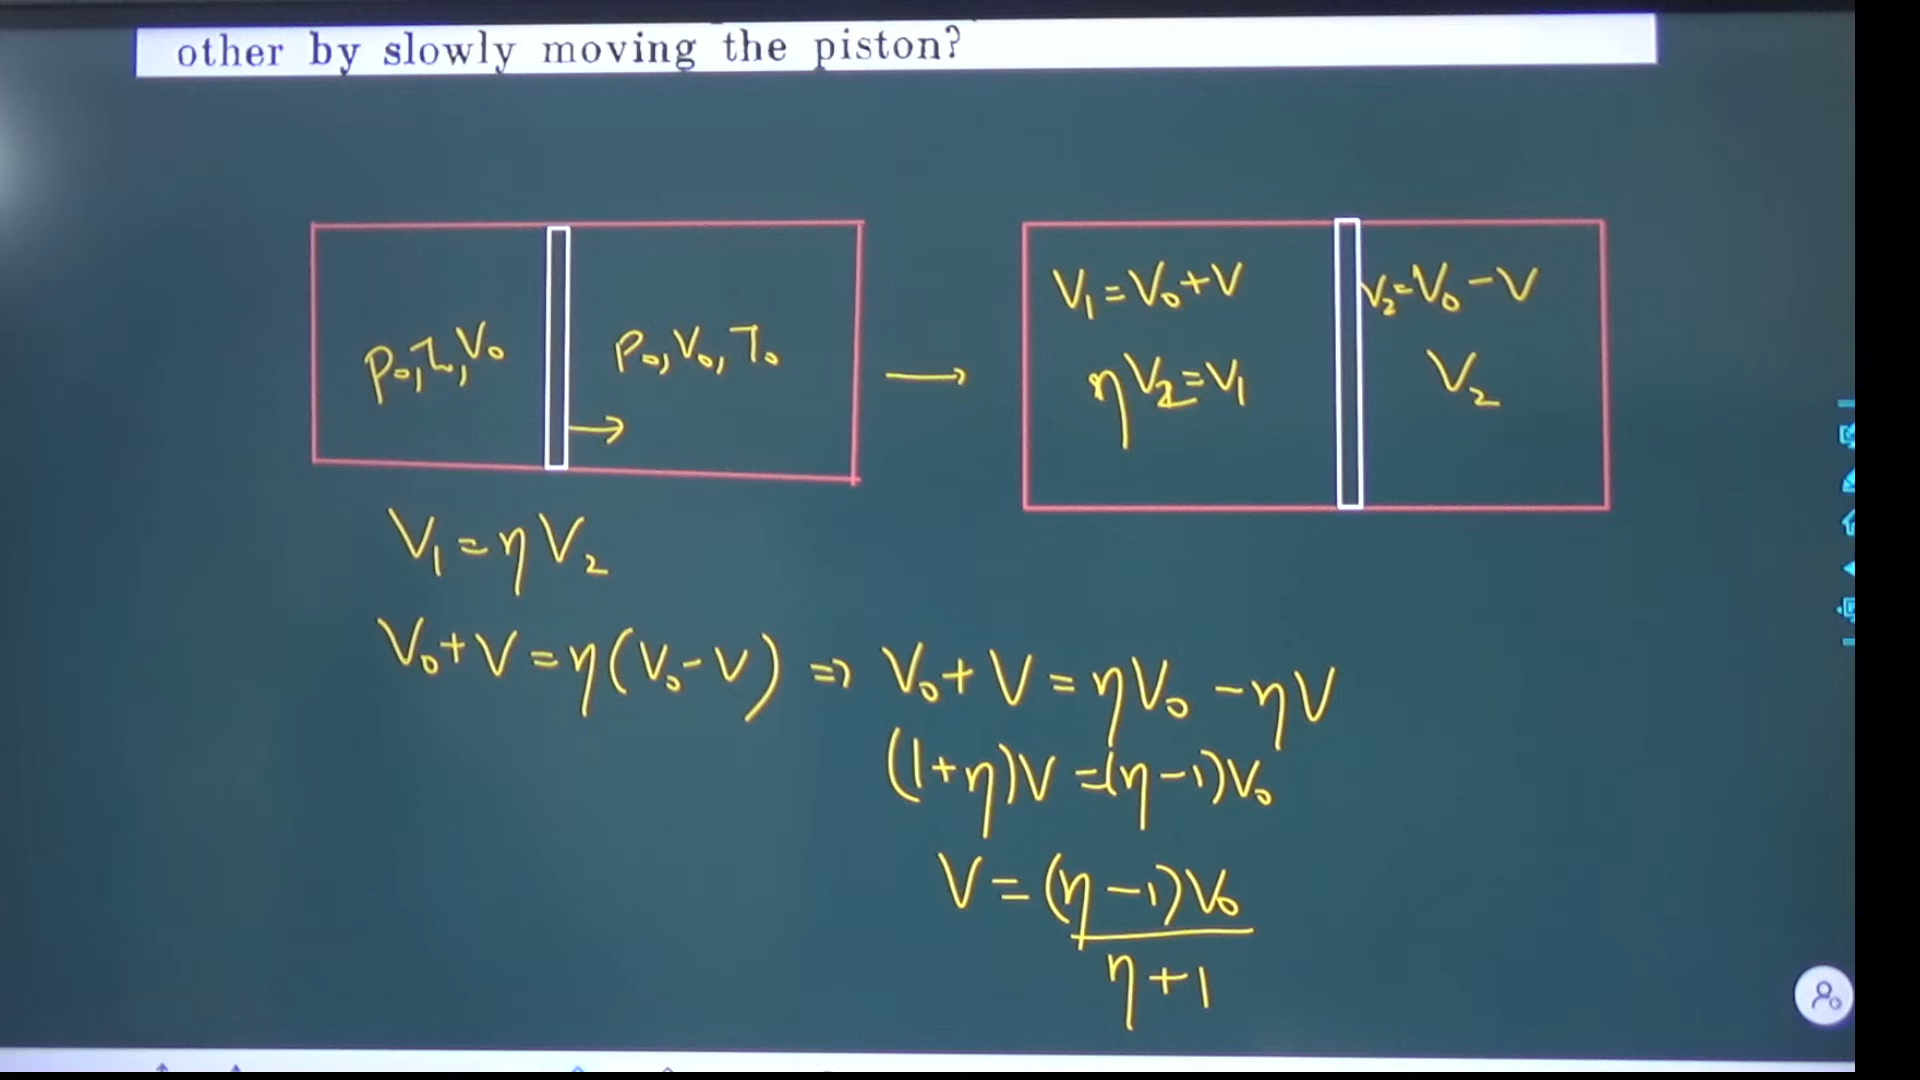 other by slowly moving the piston?
P₀, T₀, V₀
P₀, V₀, T₀
→
→
V₁ = V₀ + V
V₂ = V₀ - V
ηV₂ = V₁
V₂
V₁ = ηV₂
V₀ + V = η(V₀ - V) ⇒ V₀ + V = ηV₀ - ηV
(1 + η)V = (η - 1)V₀
V = (η - 1)V₀
η + 1